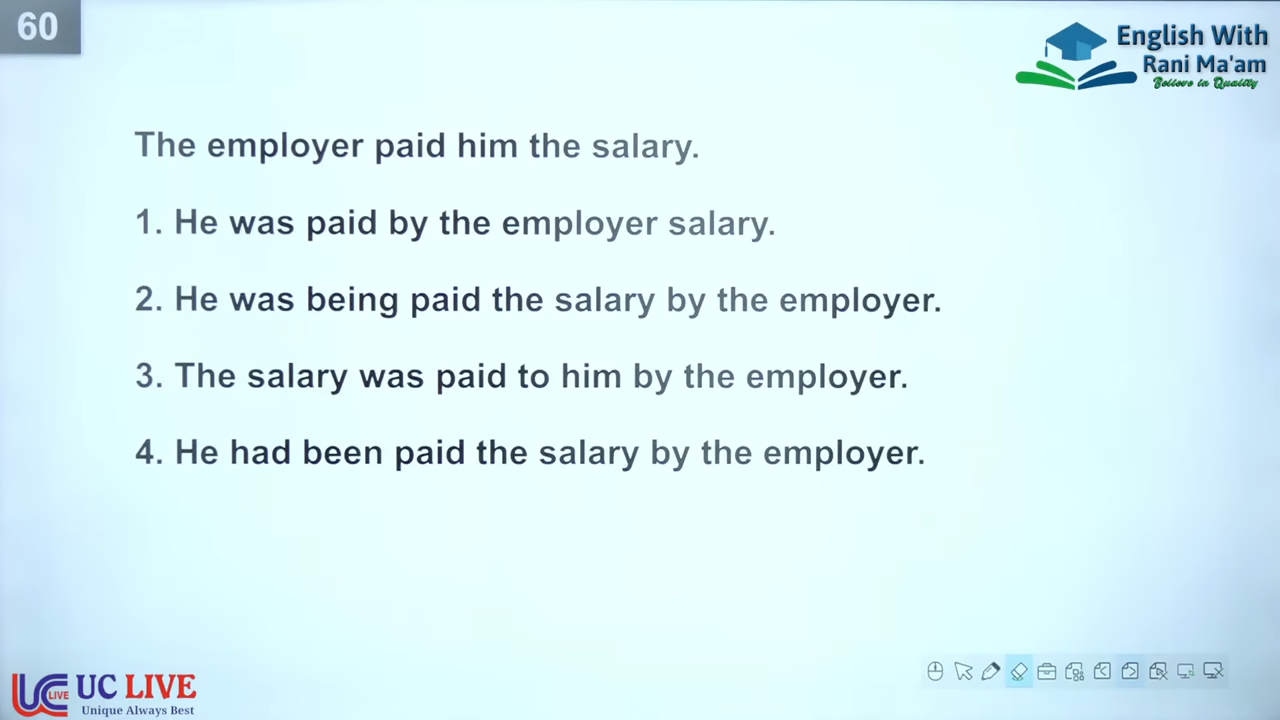 60
English With
Rani Ma'am
Believe in Quality
The employer paid him the salary.
1. He was paid by the employer salary.
2. He was being paid the salary by the employer.
3. The salary was paid to him by the employer.
4. He had been paid the salary by the employer.
UC LIVE
LIVE
Unique Always Best